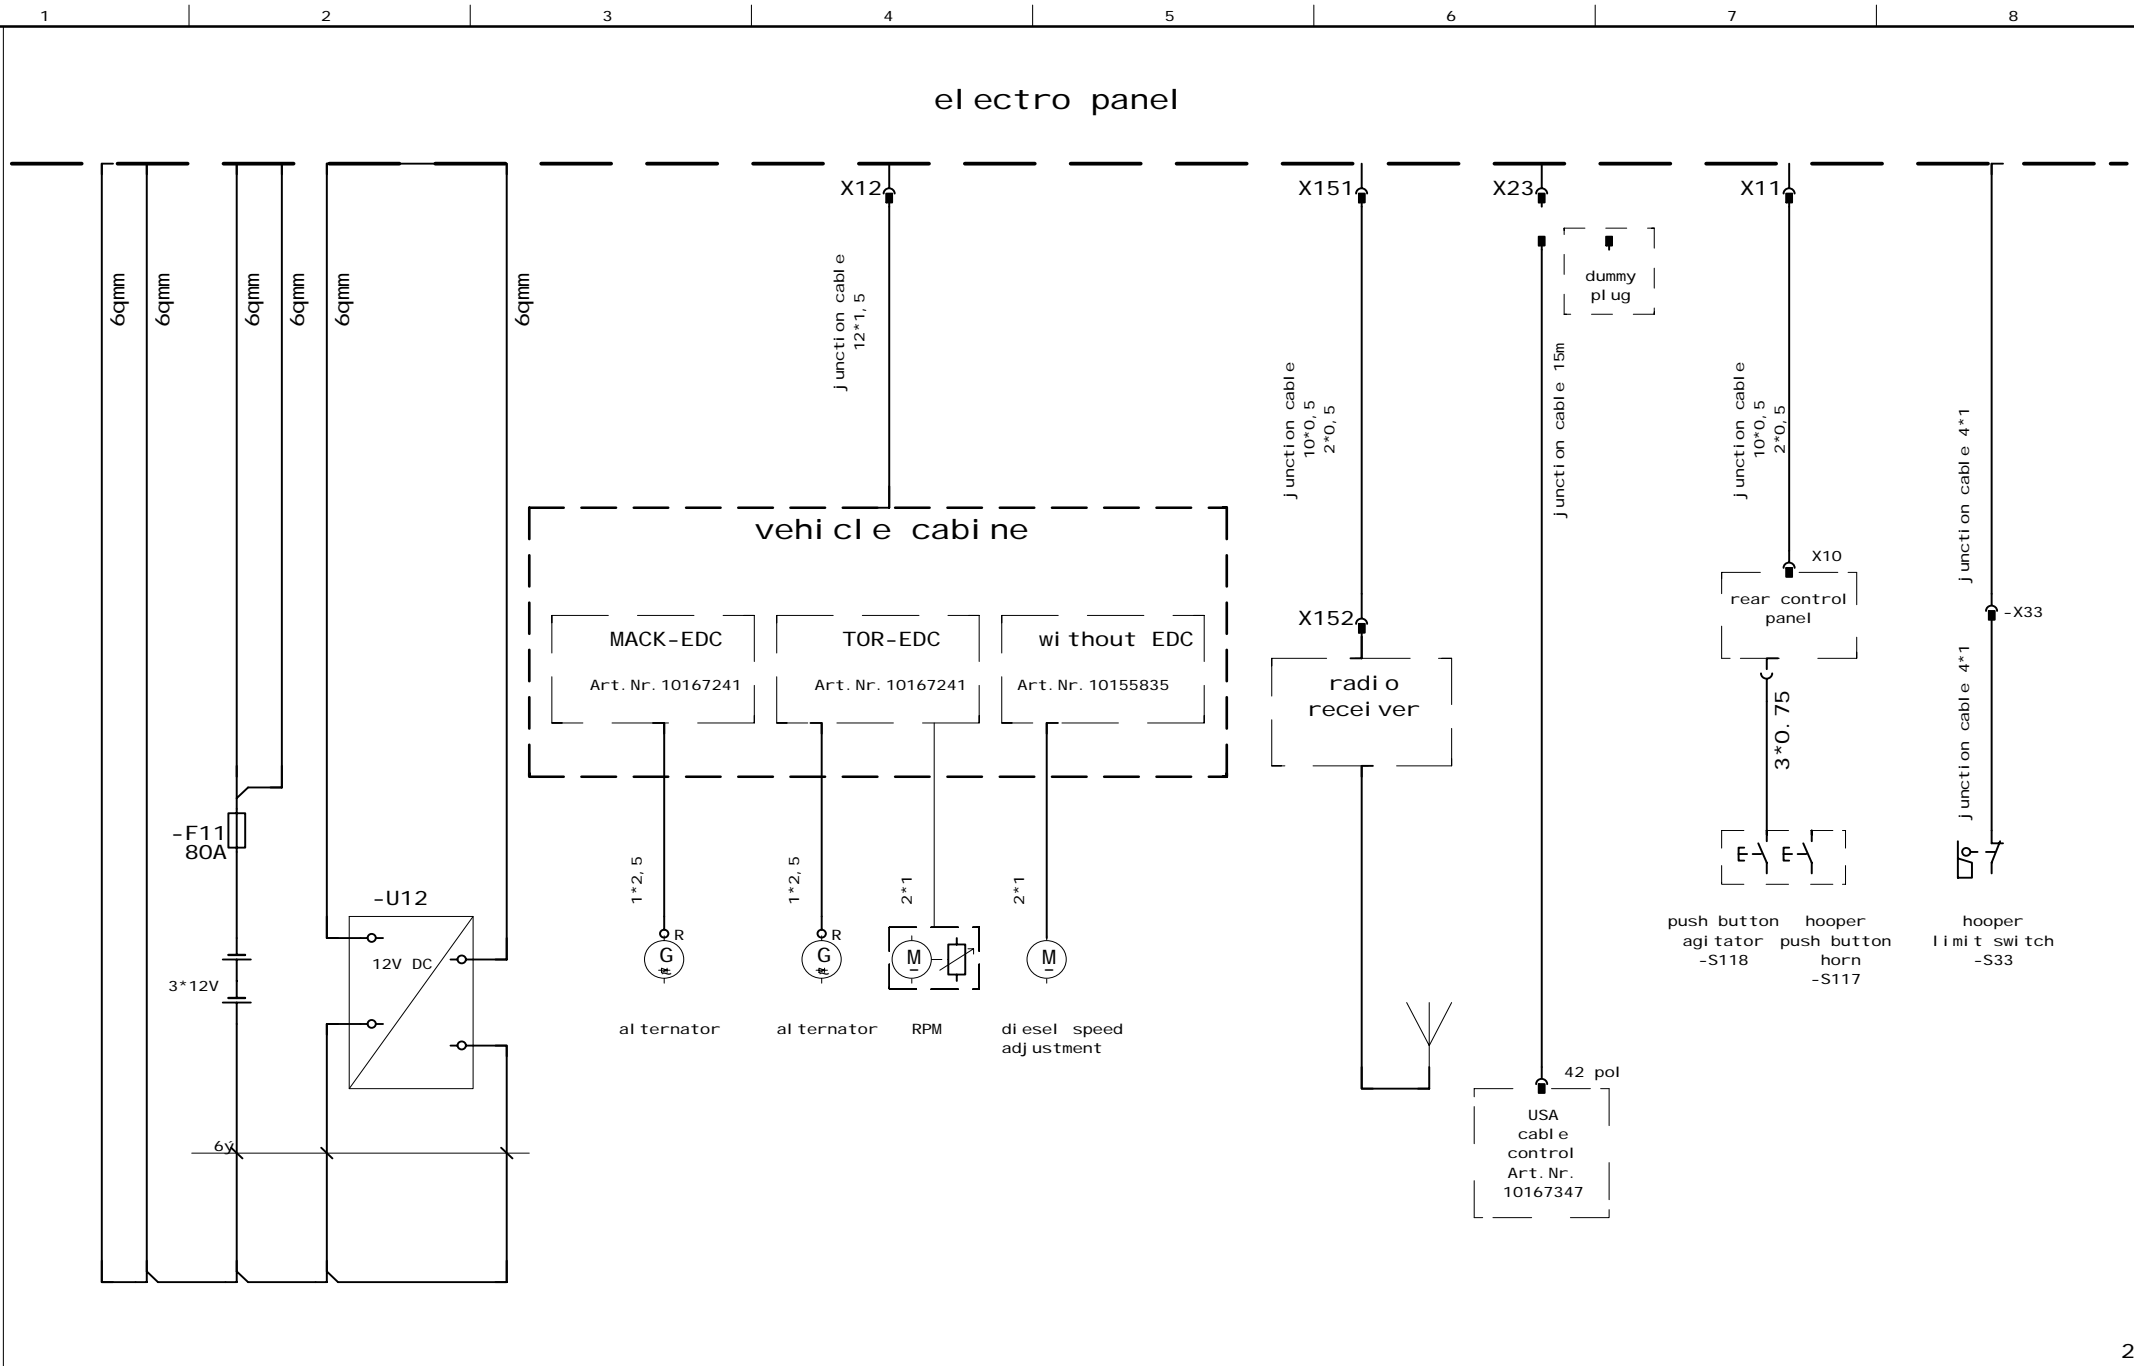 1 2 3 4 5 6 7 8
electro panel
X12 X151 X23 X11
6qmm 6qmm 6qmm 6qmm 6qmm 6qmm
junction cable
12*1,5
dummy
plug
junction cable
10*0,5
2*0,5
junction cable 15m
junction cable
10*0,5
2*0,5
junction cable 4*1
vehicle cabine
X10
rear control
panel
-X33
X152
MACK-EDC
Art.Nr.10167241
TOR-EDC
Art.Nr.10167241
without EDC
Art.Nr.10155835
radio
receiver
3*0.75
junction cable 4*1
-F11
80A
-U12
12V DC
3*12V
1*2,5
1*2,5
2*1
2*1
R
G
R
G
M
M
alternator
alternator
RPM
diesel speed
adjustment
E E
push button
agitator
-S118
hooper
push button
horn
-S117
hooper
limit switch
-S33
42 pol
USA
cable
control
Art.Nr.
10167347
6ý
2